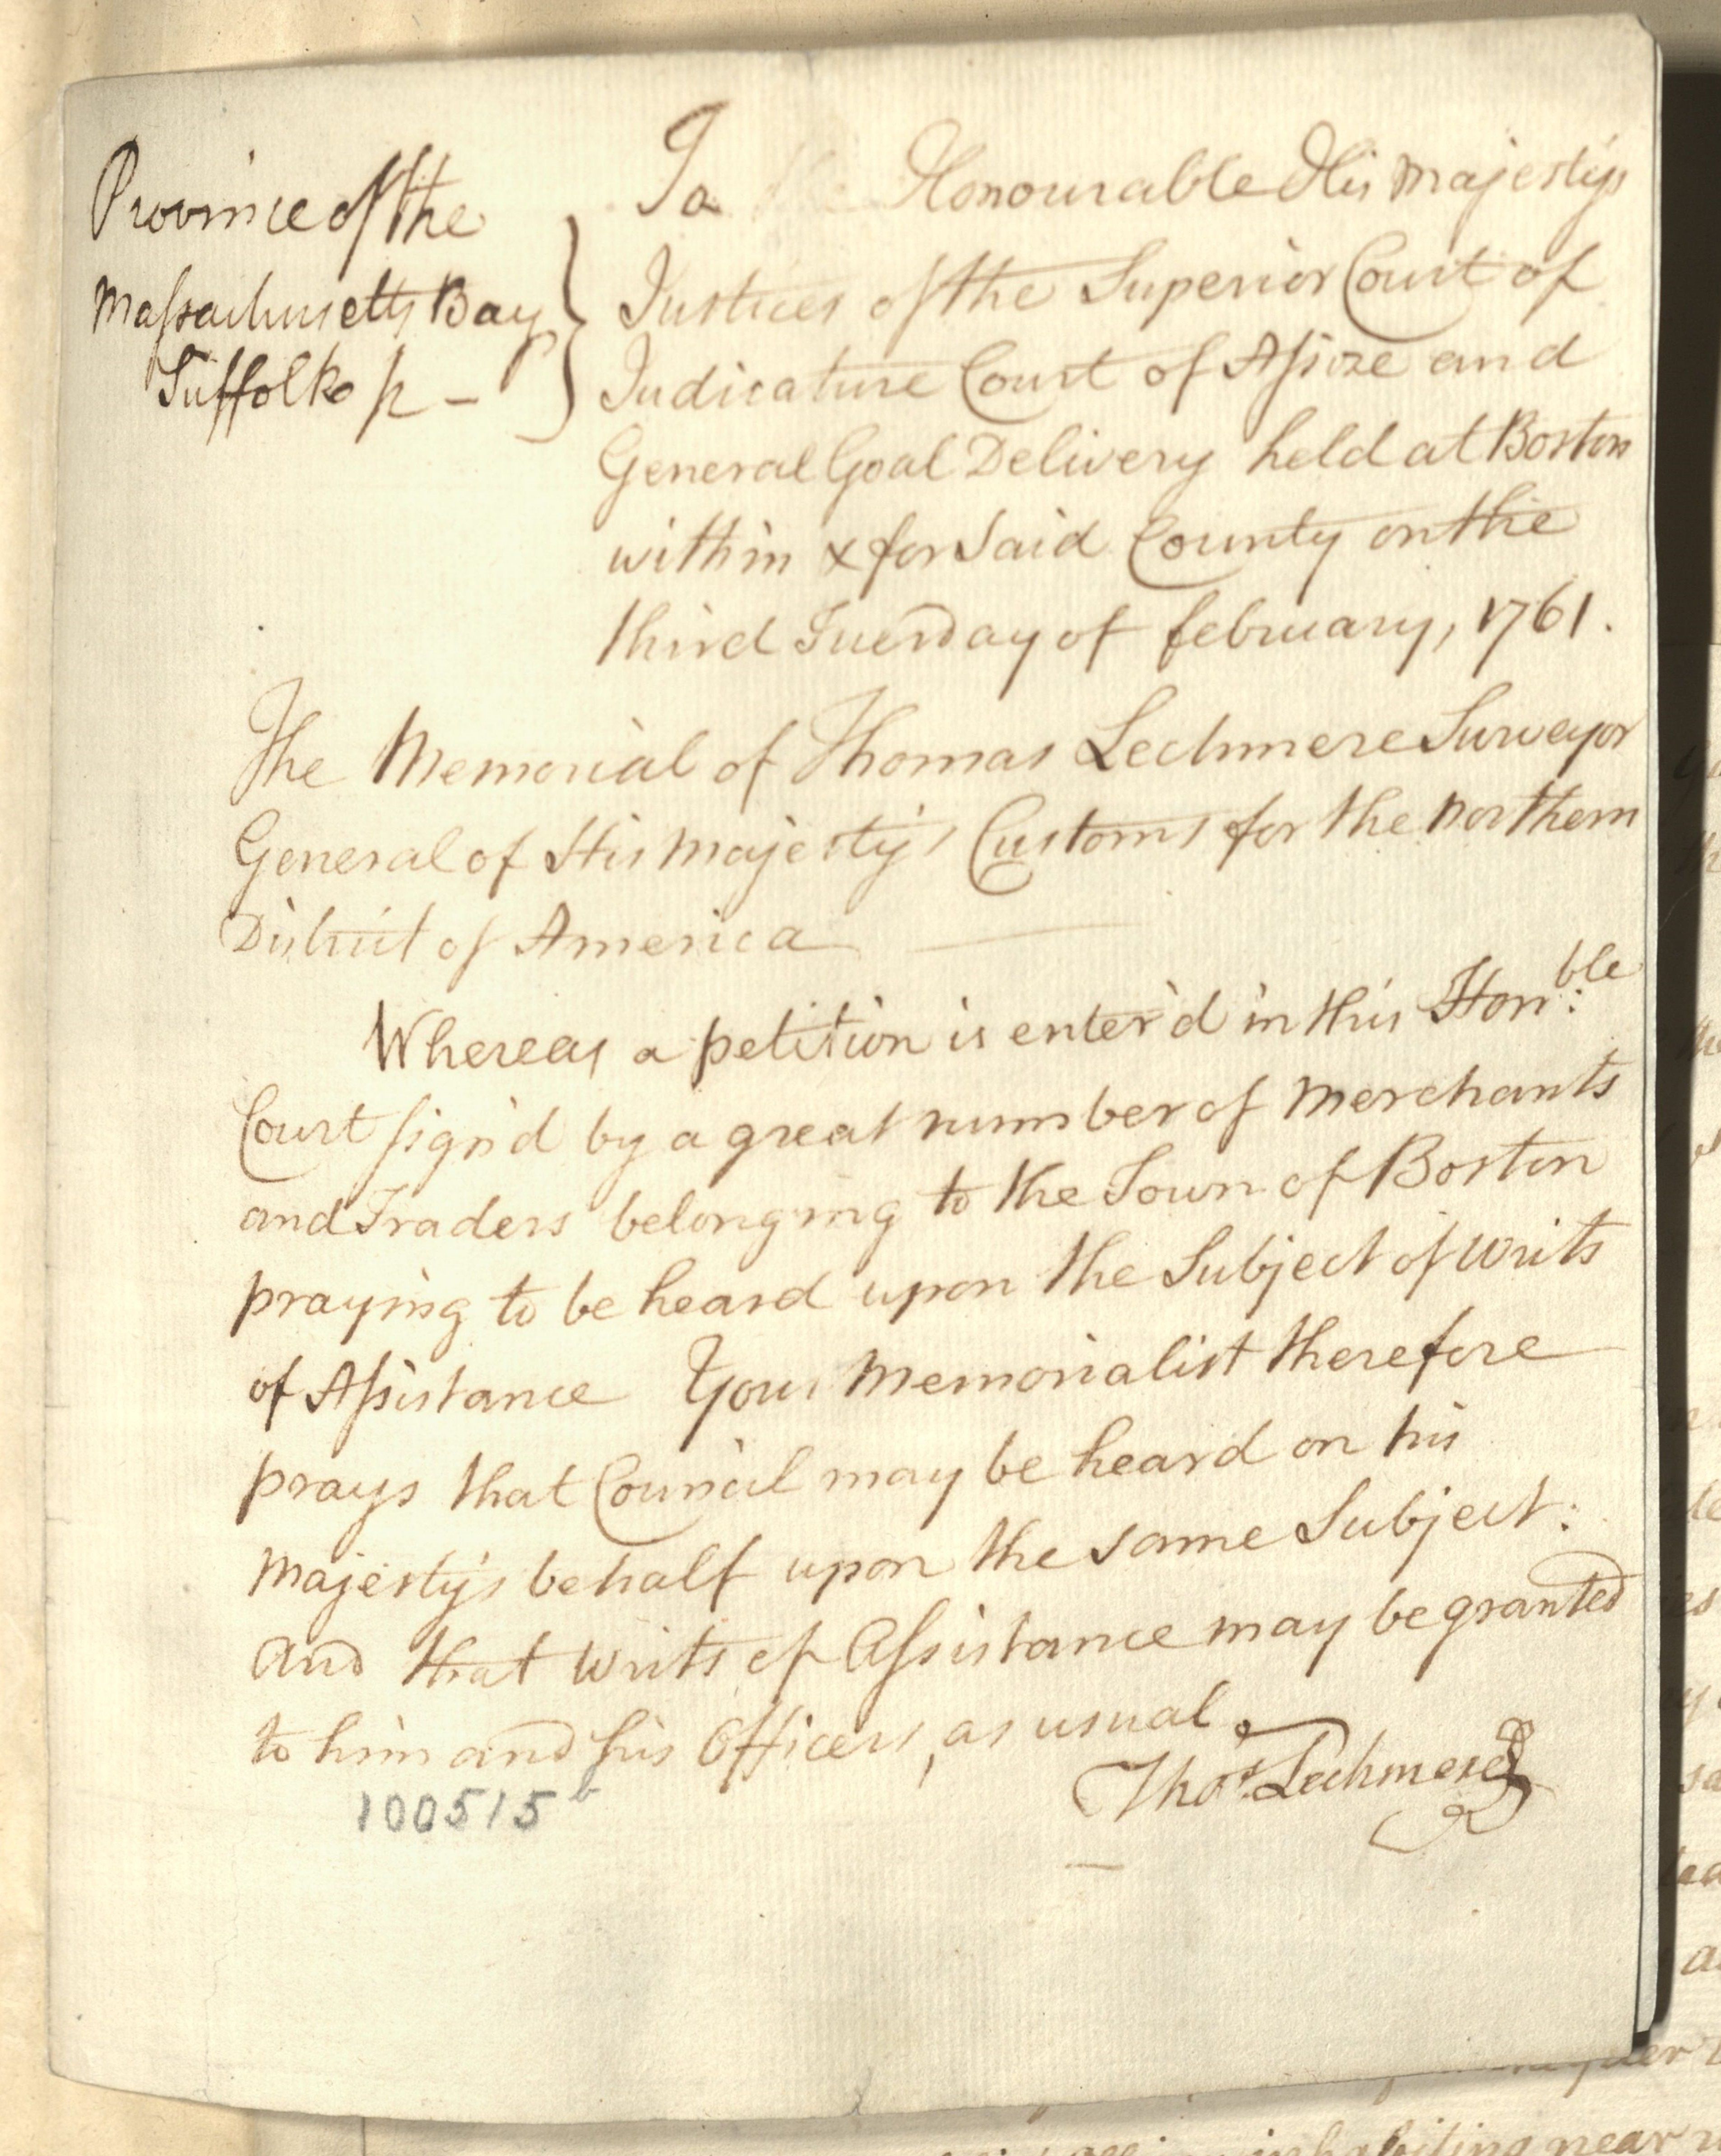 Province of the
Massachusetts Bay
Suffolk ss –
To the Honourable His Majestys
Justices of the Superior Court of
Judicature Court of Assize and
General Goal Delivery held at Boston
within & for said County on the
third Tuesday of february, 1761.
The Memorial of Thomas Lechmere Surveyor
General of His Majesty's Customs for the Northern
District of America
Whereas a petition is enter'd in this Hon:ble
Court sign'd by a great number of Merchants
and Traders belonging to the Town of Boston
praying to be heard upon the Subject of Writs
of Assistance Your Memorialist therefore
prays that Council may be heard on his
Majesty's behalf upon the same Subject:
And that Writs of Assistance may be granted
to him and his Officers, as usual.
Thos. Lechmere
100515b